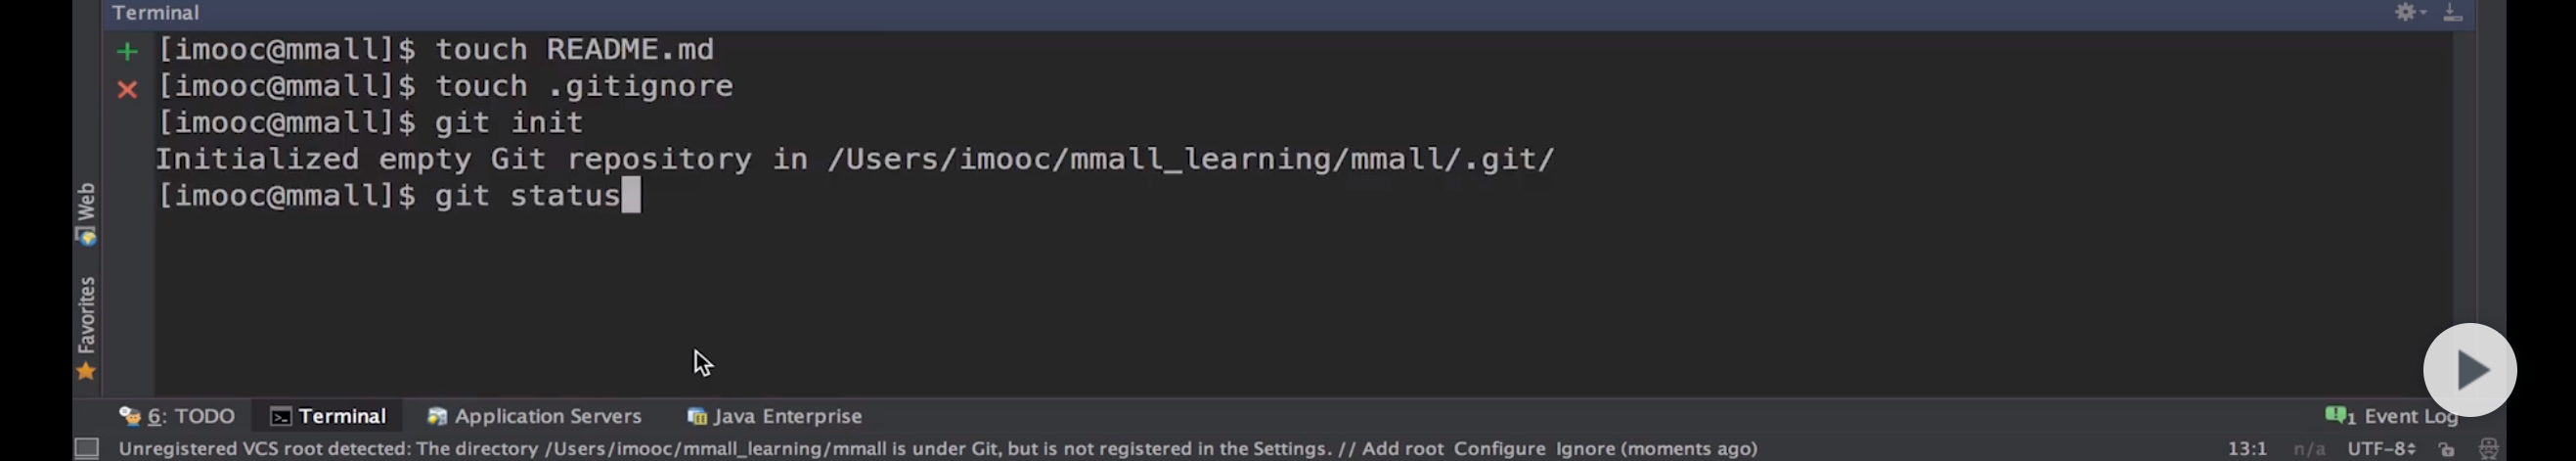 Terminal
[imooc@mmall]$ touch README.md
[imooc@mmall]$ touch .gitignore
[imooc@mmall]$ git init
Initialized empty Git repository in /Users/imooc/mmall_learning/mmall/.git/
[imooc@mmall]$ git status
Web
Favorites
6: TODO Terminal Application Servers Java Enterprise 1 Event Log
Unregistered VCS root detected: The directory /Users/imooc/mmall_learning/mmall is under Git, but is not registered in the Settings. // Add root Configure Ignore (moments ago) 13:1 n/a UTF-8